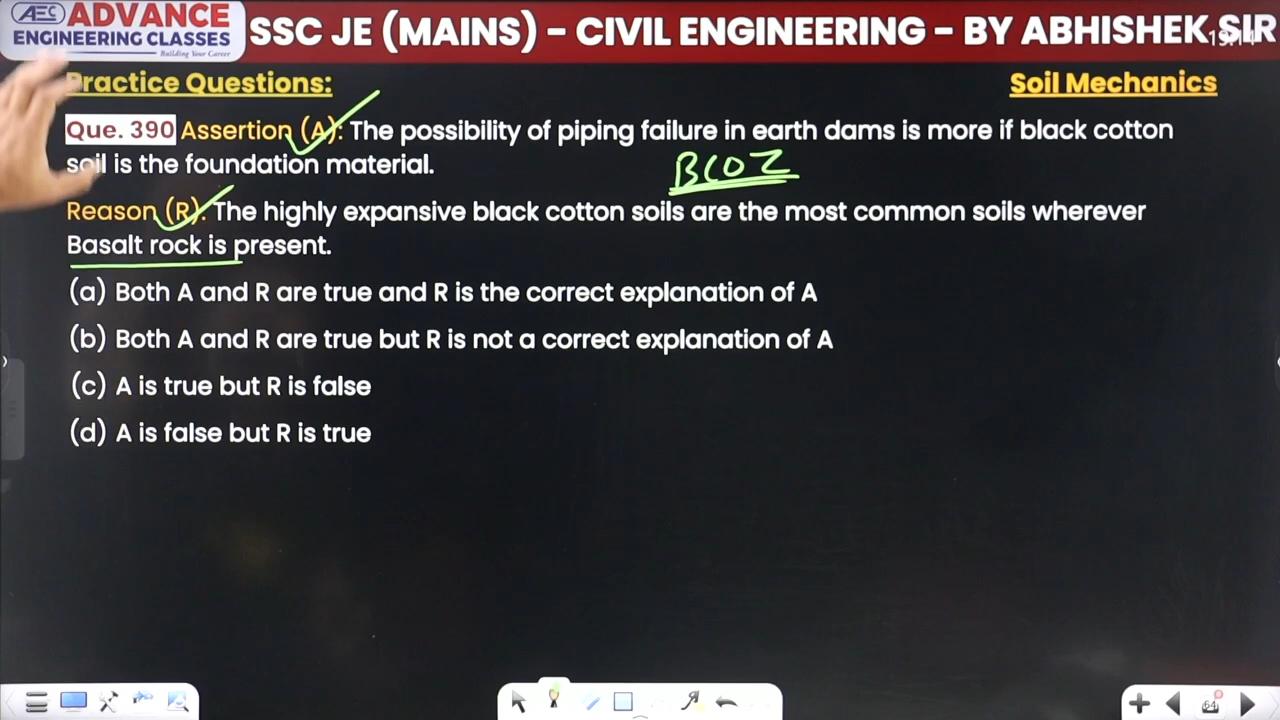 AEC ADVANCE
ENGINEERING CLASSES
Building Your Career
SSC JE (MAINS) - CIVIL ENGINEERING - BY ABHISHEK SIR
Practice Questions:
Soil Mechanics
Que. 390 Assertion (A): The possibility of piping failure in earth dams is more if black cotton
soil is the foundation material.
BCOZ
Reason (R): The highly expansive black cotton soils are the most common soils wherever
Basalt rock is present.
(a) Both A and R are true and R is the correct explanation of A
(b) Both A and R are true but R is not a correct explanation of A
(c) A is true but R is false
(d) A is false but R is true
64